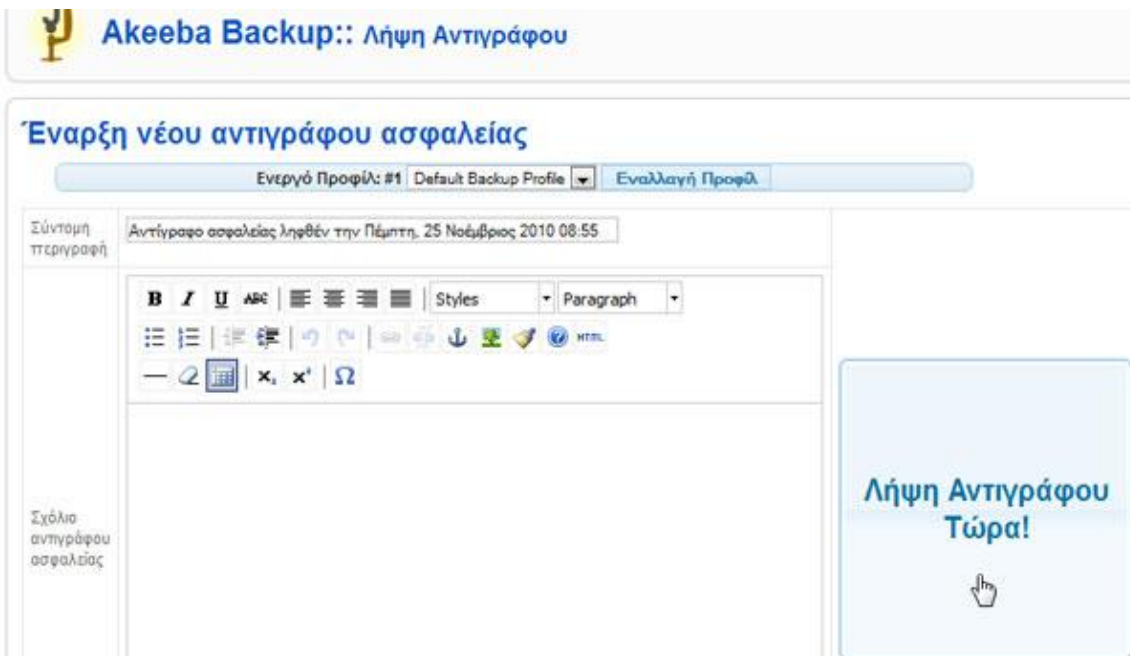 Akeeba Backup:: Λήψη Αντιγράφου
Έναρξη νέου αντιγράφου ασφαλείας
Ενεργό Προφίλ: #1 Default Backup Profile Εναλλαγή Προφίλ
Σύντομη
περιγραφή
Αντίγραφο ασφαλείας ληφθέν την Πέμπτη, 25 Νοέμβριος 2010 08:55
B I U ABC Styles Paragraph
HTML
x, x' Ω
Λήψη Αντιγράφου
Τώρα!
Σχόλιο
αντιγράφου
ασφαλείας